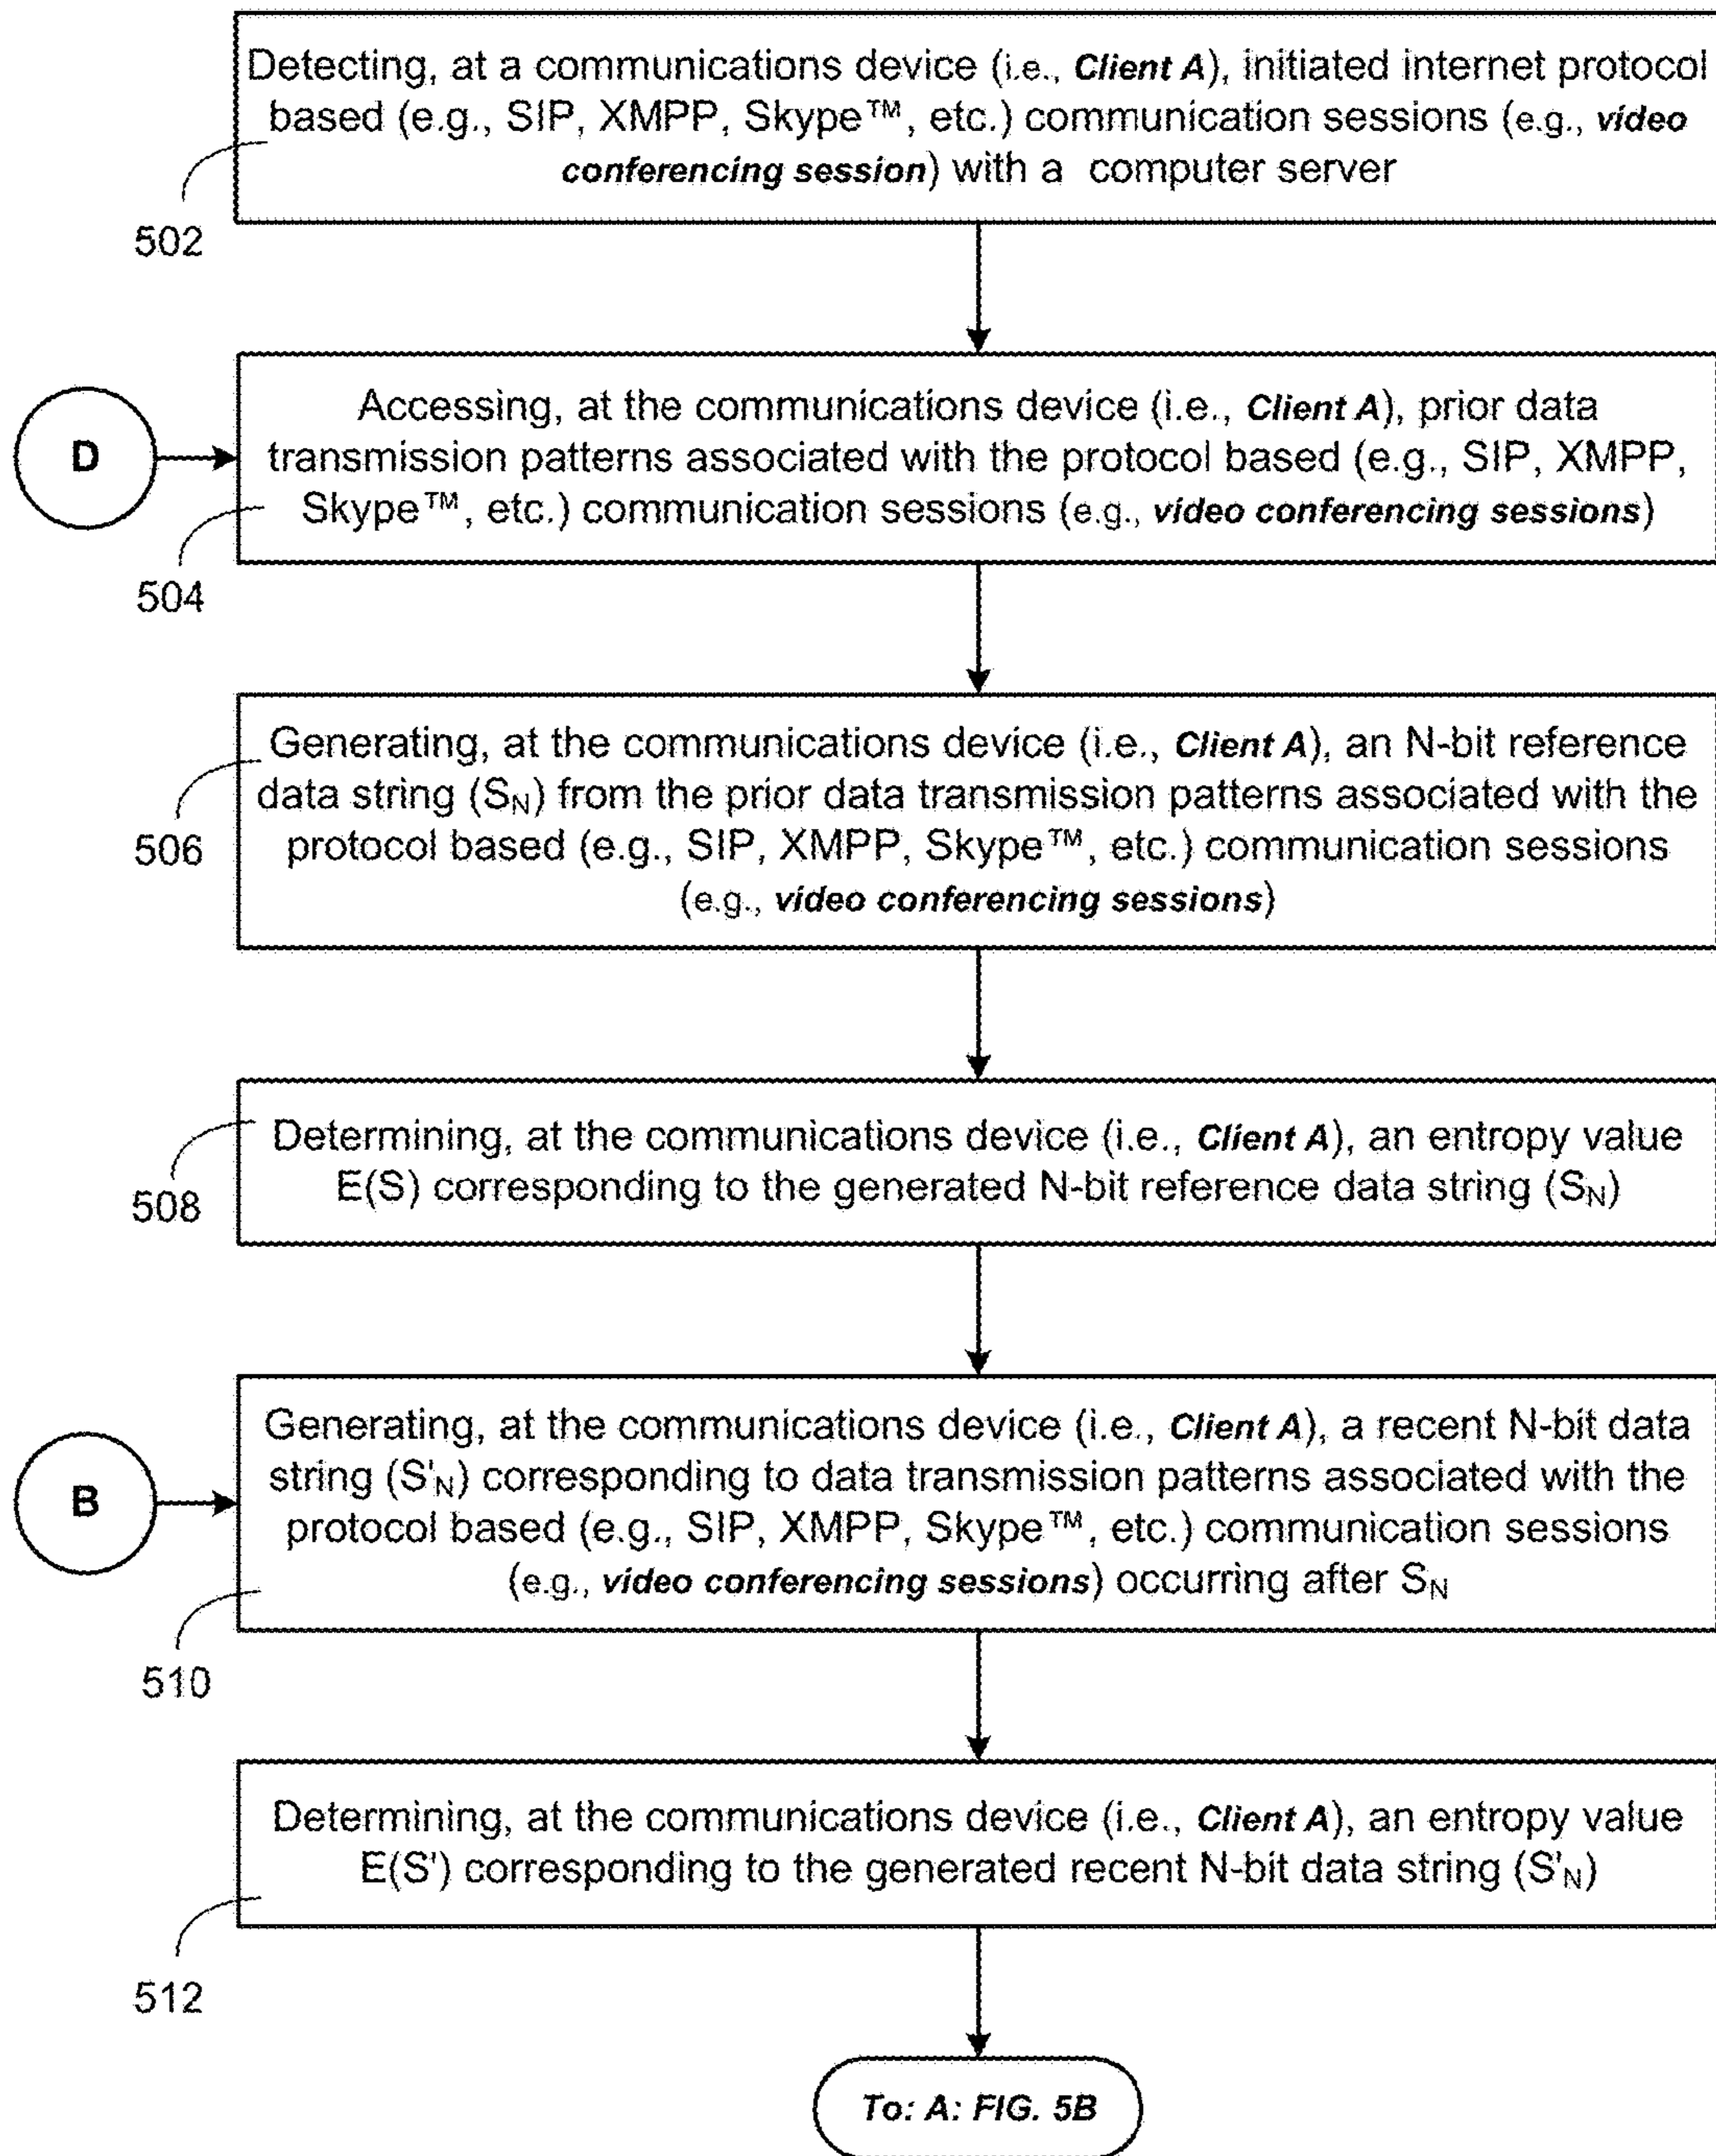 Detecting, at a communications device (i.e., Client A), initiated internet protocol
based (e.g., SIP, XMPP, Skype™, etc.) communication sessions (e.g., video
conferencing session) with a computer server
502
Accessing, at the communications device (i.e., Client A), prior data
transmission patterns associated with the protocol based (e.g., SIP, XMPP,
Skype™, etc.) communication sessions (e.g., video conferencing sessions)
D
504
Generating, at the communications device (i.e., Client A), an N-bit reference
data string (S_N) from the prior data transmission patterns associated with the
protocol based (e.g., SIP, XMPP, Skype™, etc.) communication sessions
(e.g., video conferencing sessions)
506
Determining, at the communications device (i.e., Client A), an entropy value
E(S) corresponding to the generated N-bit reference data string (S_N)
508
Generating, at the communications device (i.e., Client A), a recent N-bit data
string (S'_N) corresponding to data transmission patterns associated with the
protocol based (e.g., SIP, XMPP, Skype™, etc.) communication sessions
(e.g., video conferencing sessions) occurring after S_N
B
510
Determining, at the communications device (i.e., Client A), an entropy value
E(S') corresponding to the generated recent N-bit data string (S'_N)
512
To: A: FIG. 5B